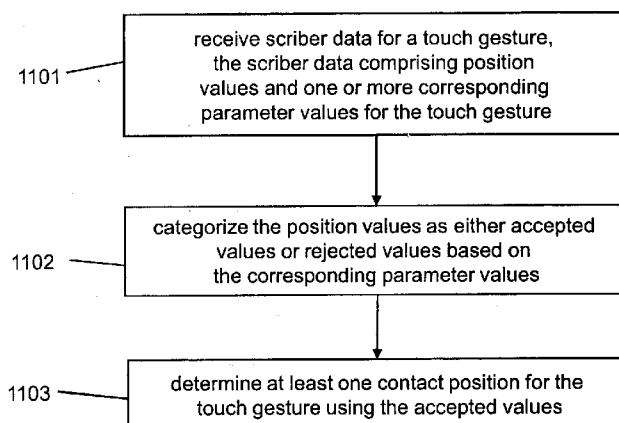 receive scriber data for a touch gesture,
the scriber data comprising position
values and one or more corresponding
parameter values for the touch gesture
1101
categorize the position values as either accepted
values or rejected values based on
the corresponding parameter values
1102
determine at least one contact position for the
touch gesture using the accepted values
1103